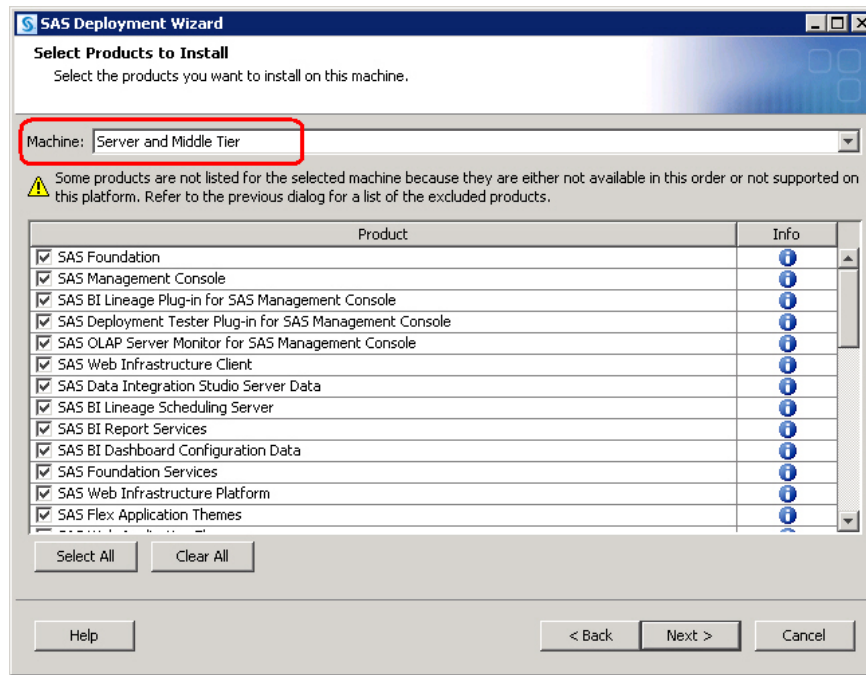 SAS Deployment Wizard
Select Products to Install
Select the products you want to install on this machine.
Machine: Server and Middle Tier
Some products are not listed for the selected machine because they are either not available in this order or not supported on
this platform. Refer to the previous dialog for a list of the excluded products.
Product Info
SAS Foundation
SAS Management Console
SAS BI Lineage Plug-in for SAS Management Console
SAS Deployment Tester Plug-in for SAS Management Console
SAS OLAP Server Monitor for SAS Management Console
SAS Web Infrastructure Client
SAS Data Integration Studio Server Data
SAS BI Lineage Scheduling Server
SAS BI Report Services
SAS BI Dashboard Configuration Data
SAS Foundation Services
SAS Web Infrastructure Platform
SAS Flex Application Themes
Select All Clear All
Help < Back Next > Cancel